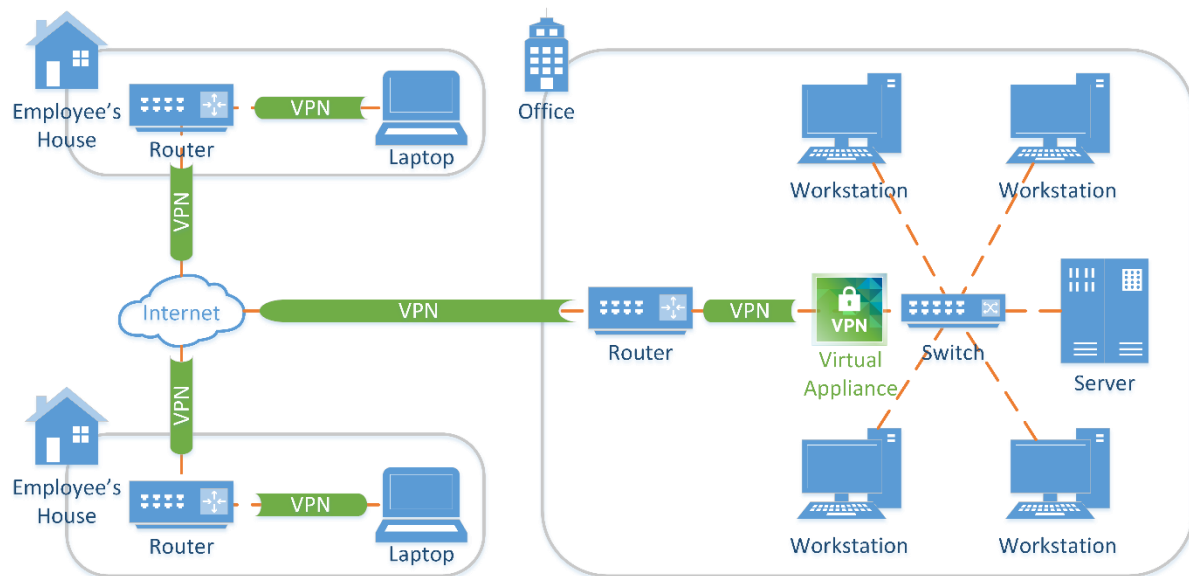 Employee's
House
Router
VPN
Laptop
VPN
Internet
VPN
VPN
Employee's
House
Router
VPN
Laptop
Office
Workstation
Workstation
Router
VPN
VPN
Virtual
Appliance
Switch
Server
Workstation
Workstation